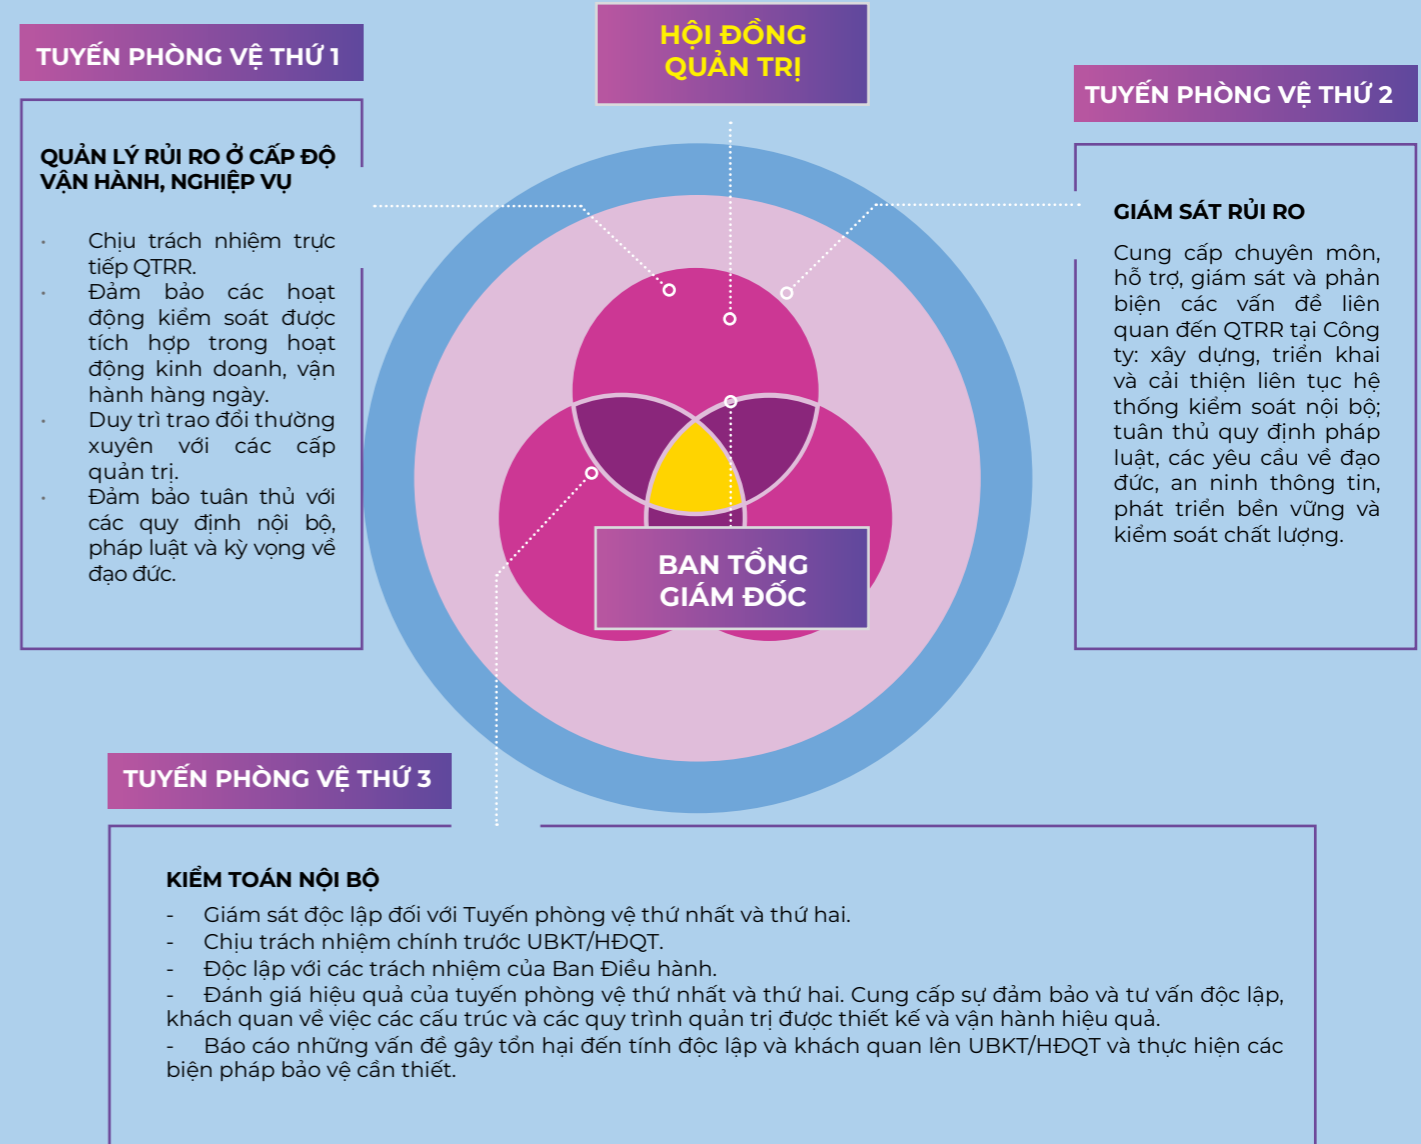 TUYẾN PHÒNG VỆ THỨ 1
QUẢN LÝ RỦI RO Ở CẤP ĐỘ
VẬN HÀNH, NGHIỆP VỤ
· Chịu trách nhiệm trực
tiếp QTRR.
· Đảm bảo các hoạt
động kiểm soát được
tích hợp trong hoạt
động kinh doanh, vận
hành hàng ngày.
· Duy trì trao đổi thường
xuyên với các cấp
quản trị.
· Đảm bảo tuân thủ với
các quy định nội bộ,
pháp luật và kỳ vọng về
đạo đức.
HỘI ĐỒNG
QUẢN TRỊ
BAN TỔNG
GIÁM ĐỐC
TUYẾN PHÒNG VỆ THỨ 2
GIÁM SÁT RỦI RO
Cung cấp chuyên môn,
hỗ trợ, giám sát và phản
biện các vấn đề liên
quan đến QTRR tại Công
ty: xây dựng, triển khai
và cải thiện liên tục hệ
thống kiểm soát nội bộ;
tuân thủ quy định pháp
luật, các yêu cầu về đạo
đức, an ninh thông tin,
phát triển bền vững và
kiểm soát chất lượng.
TUYẾN PHÒNG VỆ THỨ 3
KIỂM TOÁN NỘI BỘ
- Giám sát độc lập đối với Tuyến phòng vệ thứ nhất và thứ hai.
- Chịu trách nhiệm chính trước UBKT/HĐQT.
- Độc lập với các trách nhiệm của Ban Điều hành.
- Đánh giá hiệu quả của tuyến phòng vệ thứ nhất và thứ hai. Cung cấp sự đảm bảo và tư vấn độc lập,
khách quan về việc các cấu trúc và các quy trình quản trị được thiết kế và vận hành hiệu quả.
- Báo cáo những vấn đề gây tổn hại đến tính độc lập và khách quan lên UBKT/HĐQT và thực hiện các
biện pháp bảo vệ cần thiết.